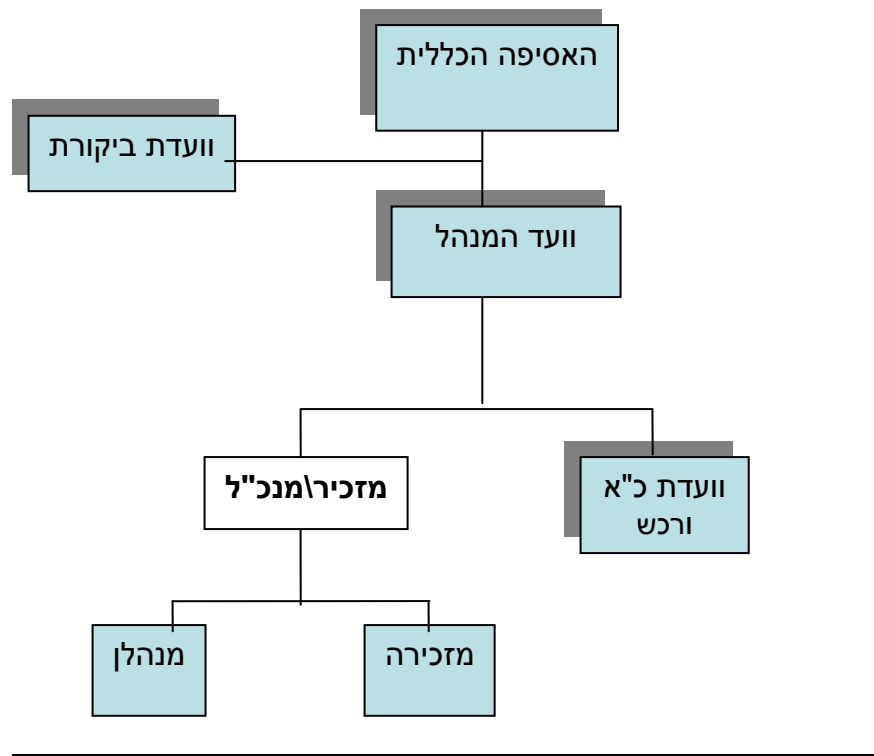 האסיפה הכללית
וועדת ביקורת
וועד המנהל
וועדת כ"א
ורכש
מזכיר\מנכ"ל
מזכירה
מנהלן